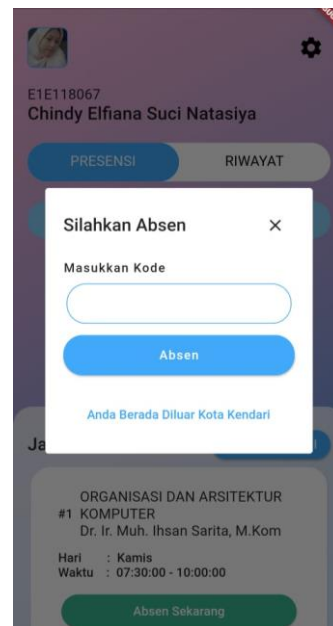 E1E118067
Chindy Elfiana Suci Natasiya
PRESENSI
RIWAYAT
Silahkan Absen
Masukkan Kode
Absen
Anda Berada Diluar Kota Kendari
Ja
ORGANISASI DAN ARSITEKTUR
#1 KOMPUTER
Dr. Ir. Muh. Ihsan Sarita, M.Kom
Hari : Kamis
Waktu : 07:30:00 - 10:00:00
Absen Sekarang